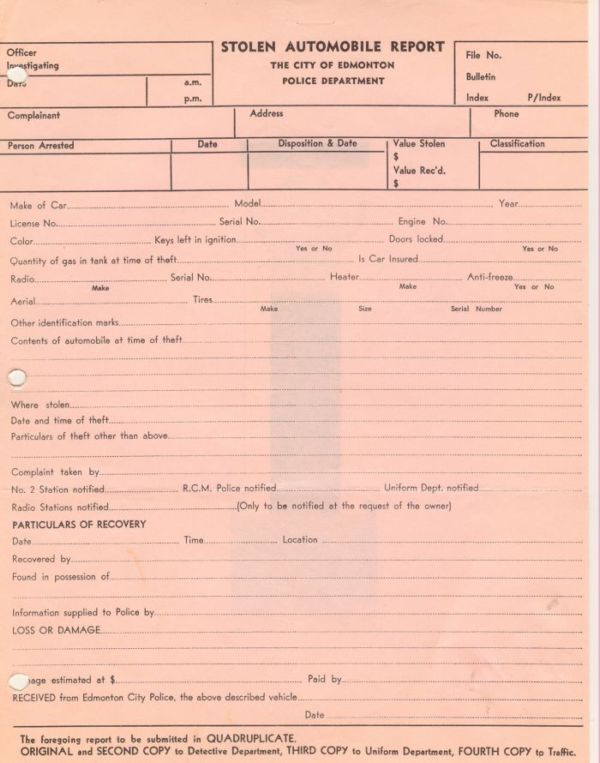 Officer
Investigating
STOLEN AUTOMOBILE REPORT
THE CITY OF EDMONTON
POLICE DEPARTMENT
File No.
Bulletin
Index P/Index
Date a.m.
p.m.
Complainant Address Phone
Person Arrested Date Disposition & Date Value Stolen Classification
$
Value Rec'd.
$
Make of Car Model Year
License No. Serial No. Engine No.
Color Keys left in ignition Doors locked
Yes or No Yes or No
Quantity of gas in tank at time of theft Is Car Insured
Radio Serial No. Heater Anti-freeze
Make Make Yes or No
Aerial Tires
Make Size Serial Number
Other identification marks
Contents of automobile at time of theft
Where stolen
Date and time of theft
Particulars of theft other than above
Complaint taken by
No. 2 Station notified R.C.M. Police notified Uniform Dept. notified
Radio Stations notified (Only to be notified at the request of the owner)
PARTICULARS OF RECOVERY
Date Time Location
Recovered by
Found in possession of
Information supplied to Police by
LOSS OR DAMAGE
age estimated at $ Paid by
RECEIVED from Edmonton City Police, the above described vehicle
Date
The foregoing report to be submitted in QUADRUPLICATE.
ORIGINAL and SECOND COPY to Detective Department, THIRD COPY to Uniform Department, FOURTH COPY to Traffic.